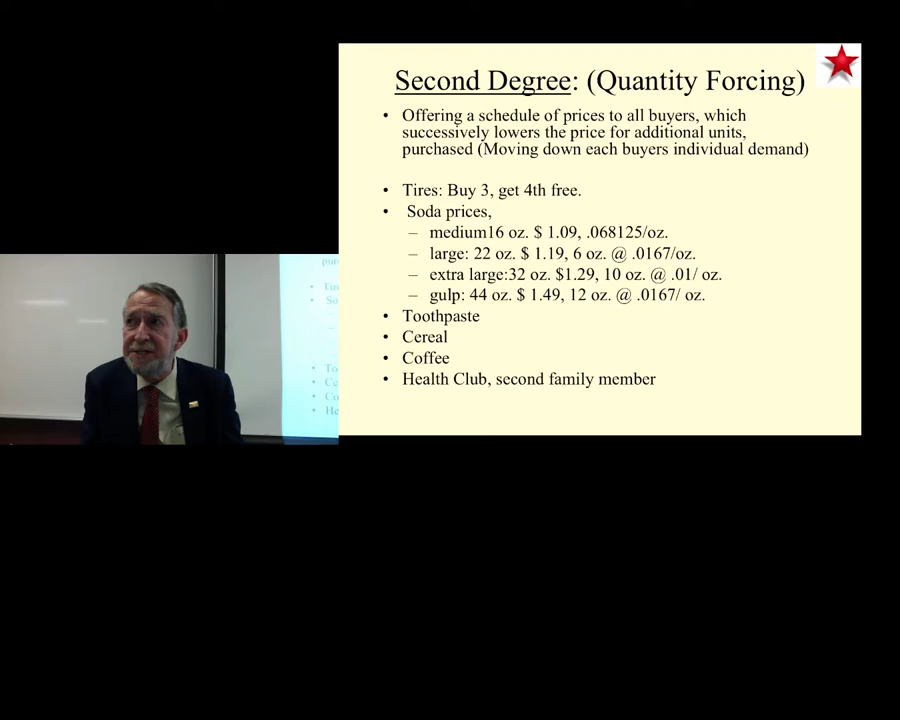 Second Degree: (Quantity Forcing)
• Offering a schedule of prices to all buyers, which
successively lowers the price for additional units,
purchased (Moving down each buyers individual demand)
• Tires: Buy 3, get 4th free.
• Soda prices,
– medium16 oz. $ 1.09, .068125/oz.
– large: 22 oz. $ 1.19, 6 oz. @ .0167/oz.
– extra large:32 oz. $1.29, 10 oz. @ .01/ oz.
– gulp: 44 oz. $ 1.49, 12 oz. @ .0167/ oz.
• Toothpaste
• Cereal
• Coffee
• Health Club, second family member